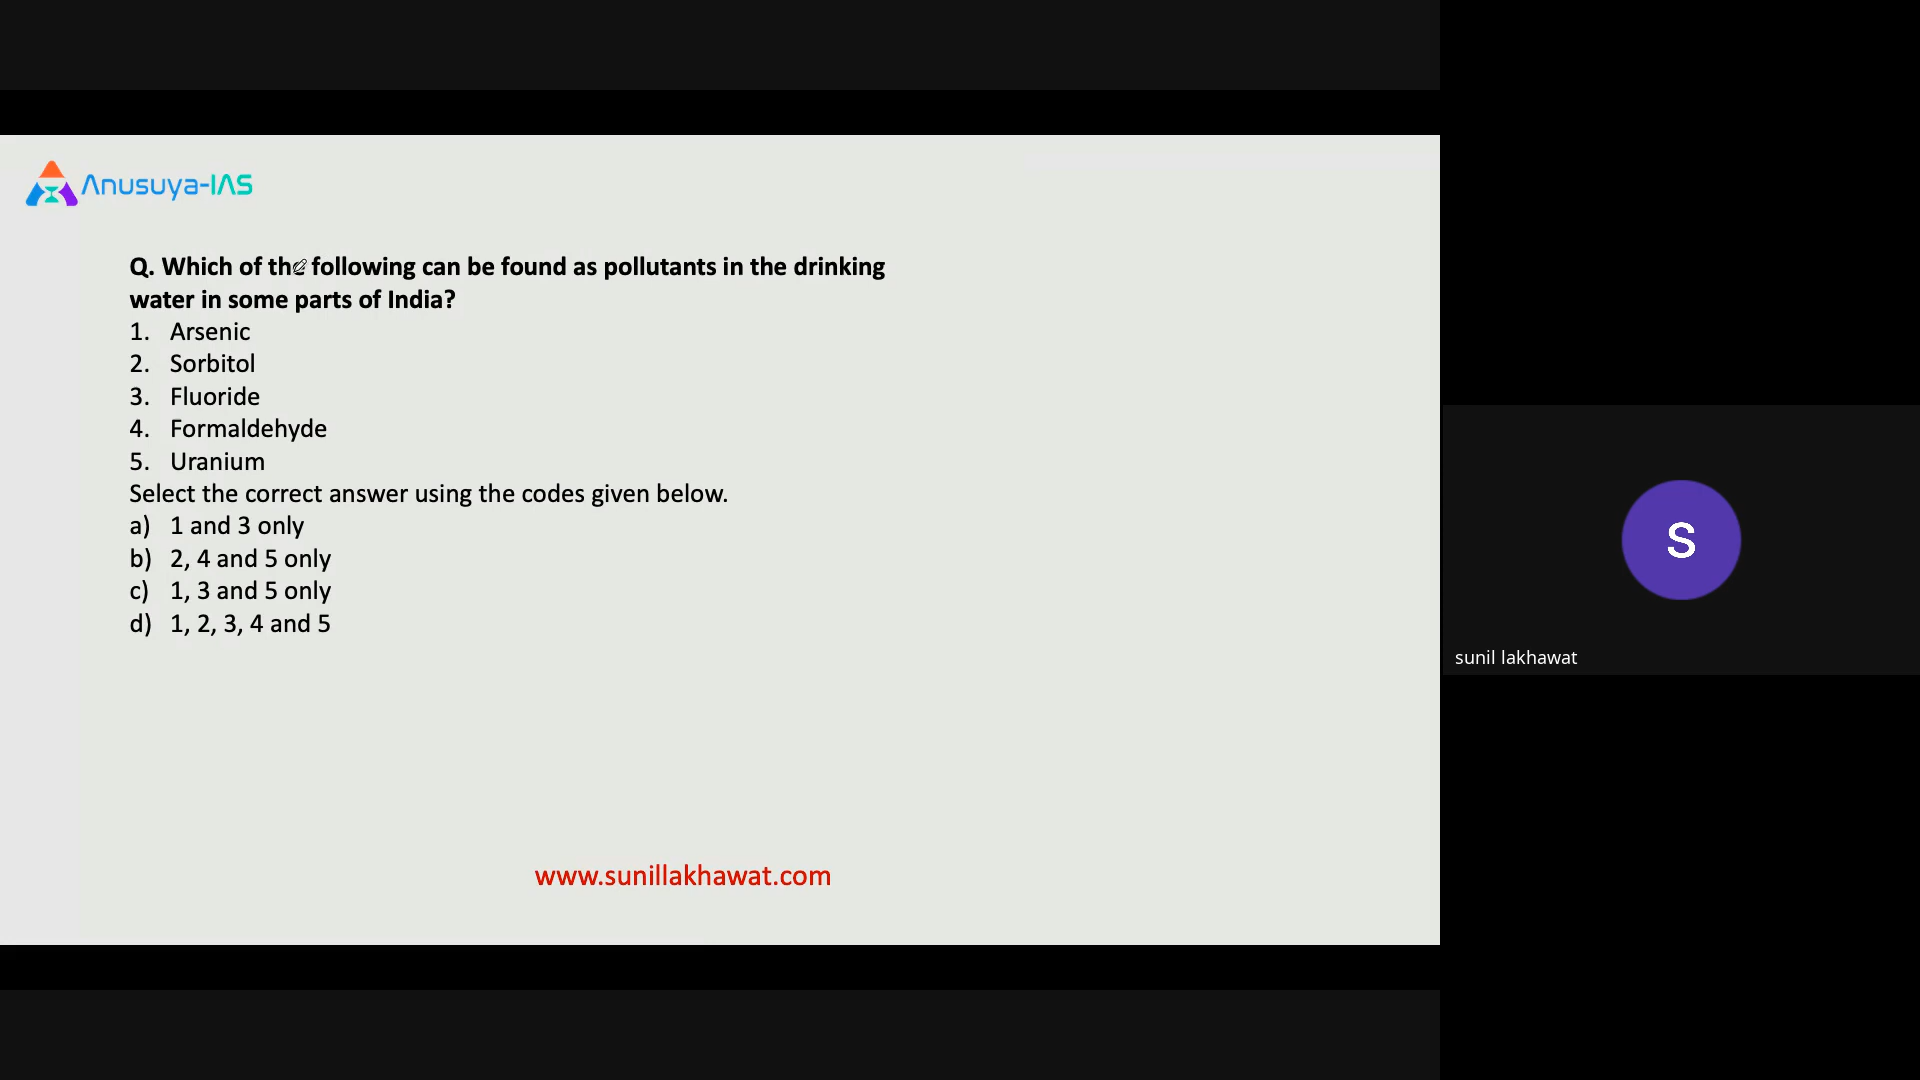 Anusuya-IAS
Q. Which of the following can be found as pollutants in the drinking
water in some parts of India?
1. Arsenic
2. Sorbitol
3. Fluoride
4. Formaldehyde
5. Uranium
Select the correct answer using the codes given below.
a) 1 and 3 only
b) 2, 4 and 5 only
c) 1, 3 and 5 only
d) 1, 2, 3, 4 and 5
www.sunillakhawat.com
S
sunil lakhawat